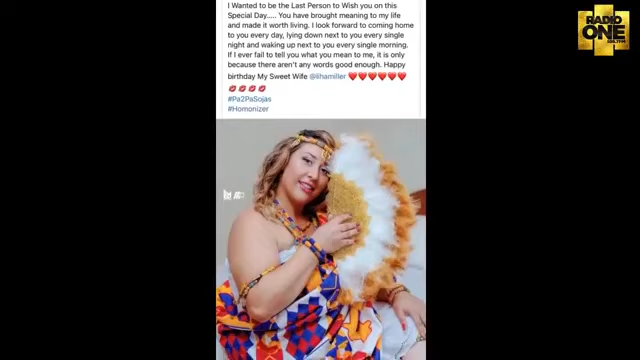 I Wanted to be the Last Person to Wish you on this
Special Day..... You have brought meaning to my life
and made it worth living. I look forward to coming home
to you every day, lying down next to you every single
night and waking up next to you every single morning.
If I ever fail to tell you what you mean to me, it is only
because there aren't any words good enough. Happy
birthday My Sweet Wife @lihamiller ❤️❤️❤️❤️❤️❤️
💋💋💋💋
#Pa2PaSojas
#Homonizer
RADIO
ONE